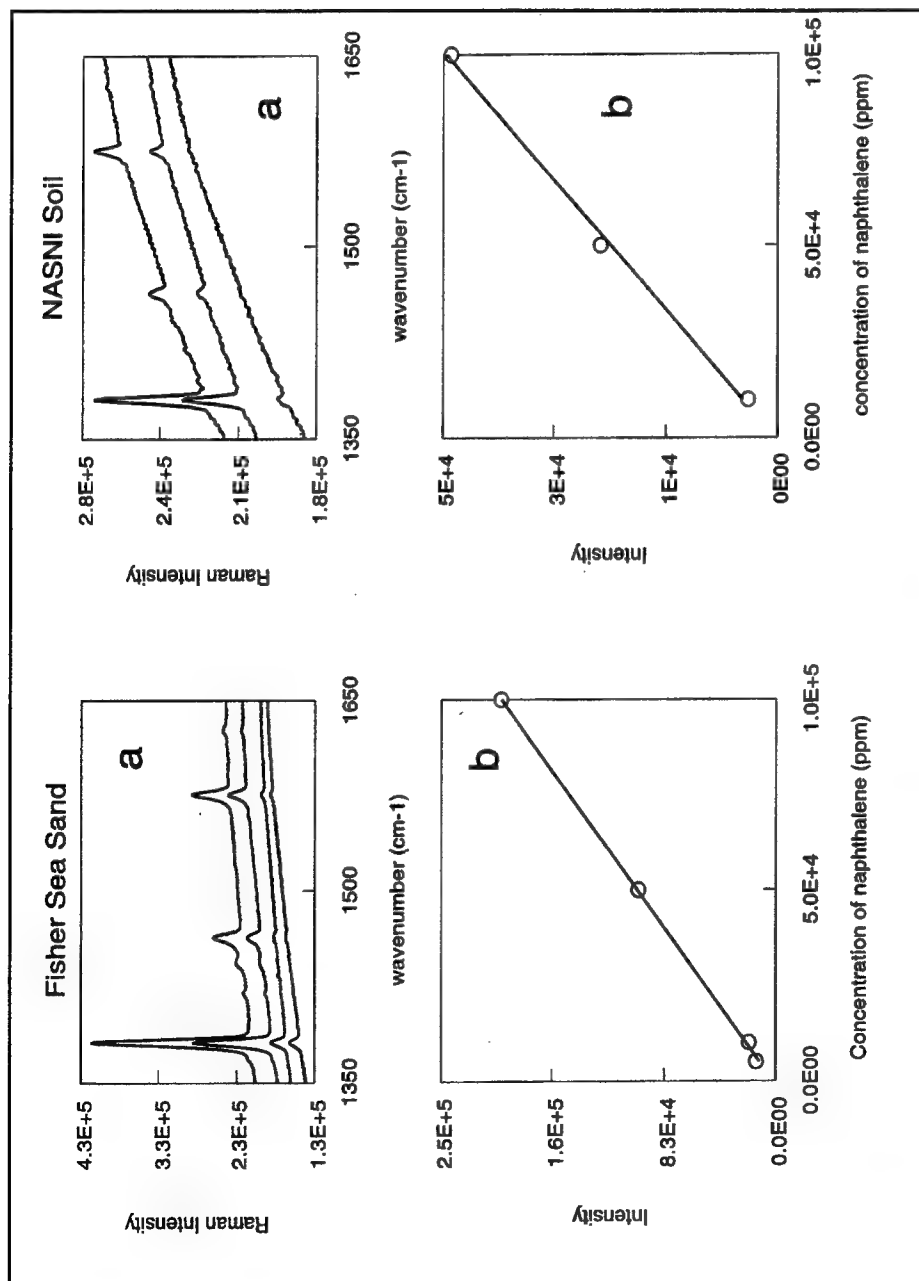 Fisher Sea Sand
Raman Intensity
4.3E+5
3.3E+5
2.3E+5
1.3E+5
a
1350
1500
1650
wavenumber (cm-1)
Intensity
2.5E+5
1.6E+5
8.3E+4
0.0E00
b
0.0E00
5.0E+4
1.0E+5
Concentration of naphthalene (ppm)
NASNI Soil
Raman Intensity
2.8E+5
2.4E+5
2.1E+5
1.8E+5
a
1350
1500
1650
wavenumber (cm-1)
Intensity
5E+4
3E+4
1E+4
0E00
b
0.0E00
5.0E+4
1.0E+5
concentration of naphthalene (ppm)